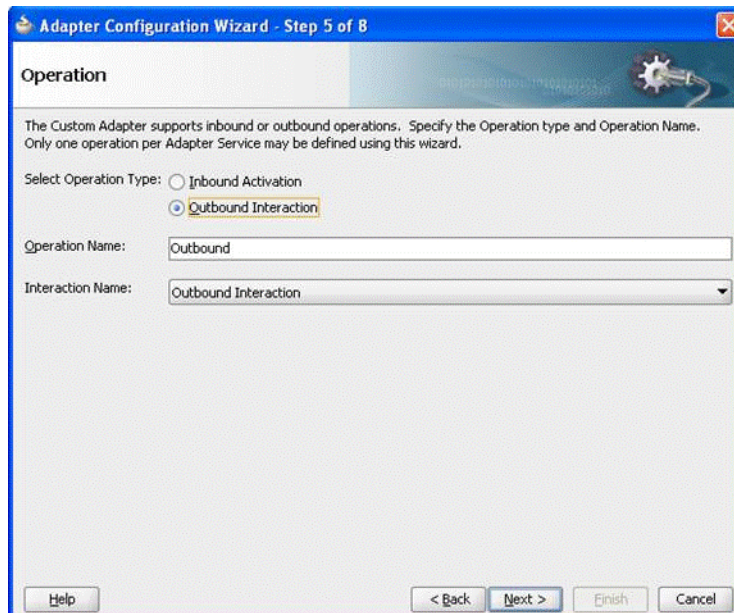 Adapter Configuration Wizard - Step 5 of 8
Operation
The Custom Adapter supports inbound or outbound operations. Specify the Operation type and Operation Name.
Only one operation per Adapter Service may be defined using this wizard.
Select Operation Type: Inbound Activation
Outbound Interaction
Operation Name: Outbound
Interaction Name: Outbound Interaction
Help < Back Next > Finish Cancel